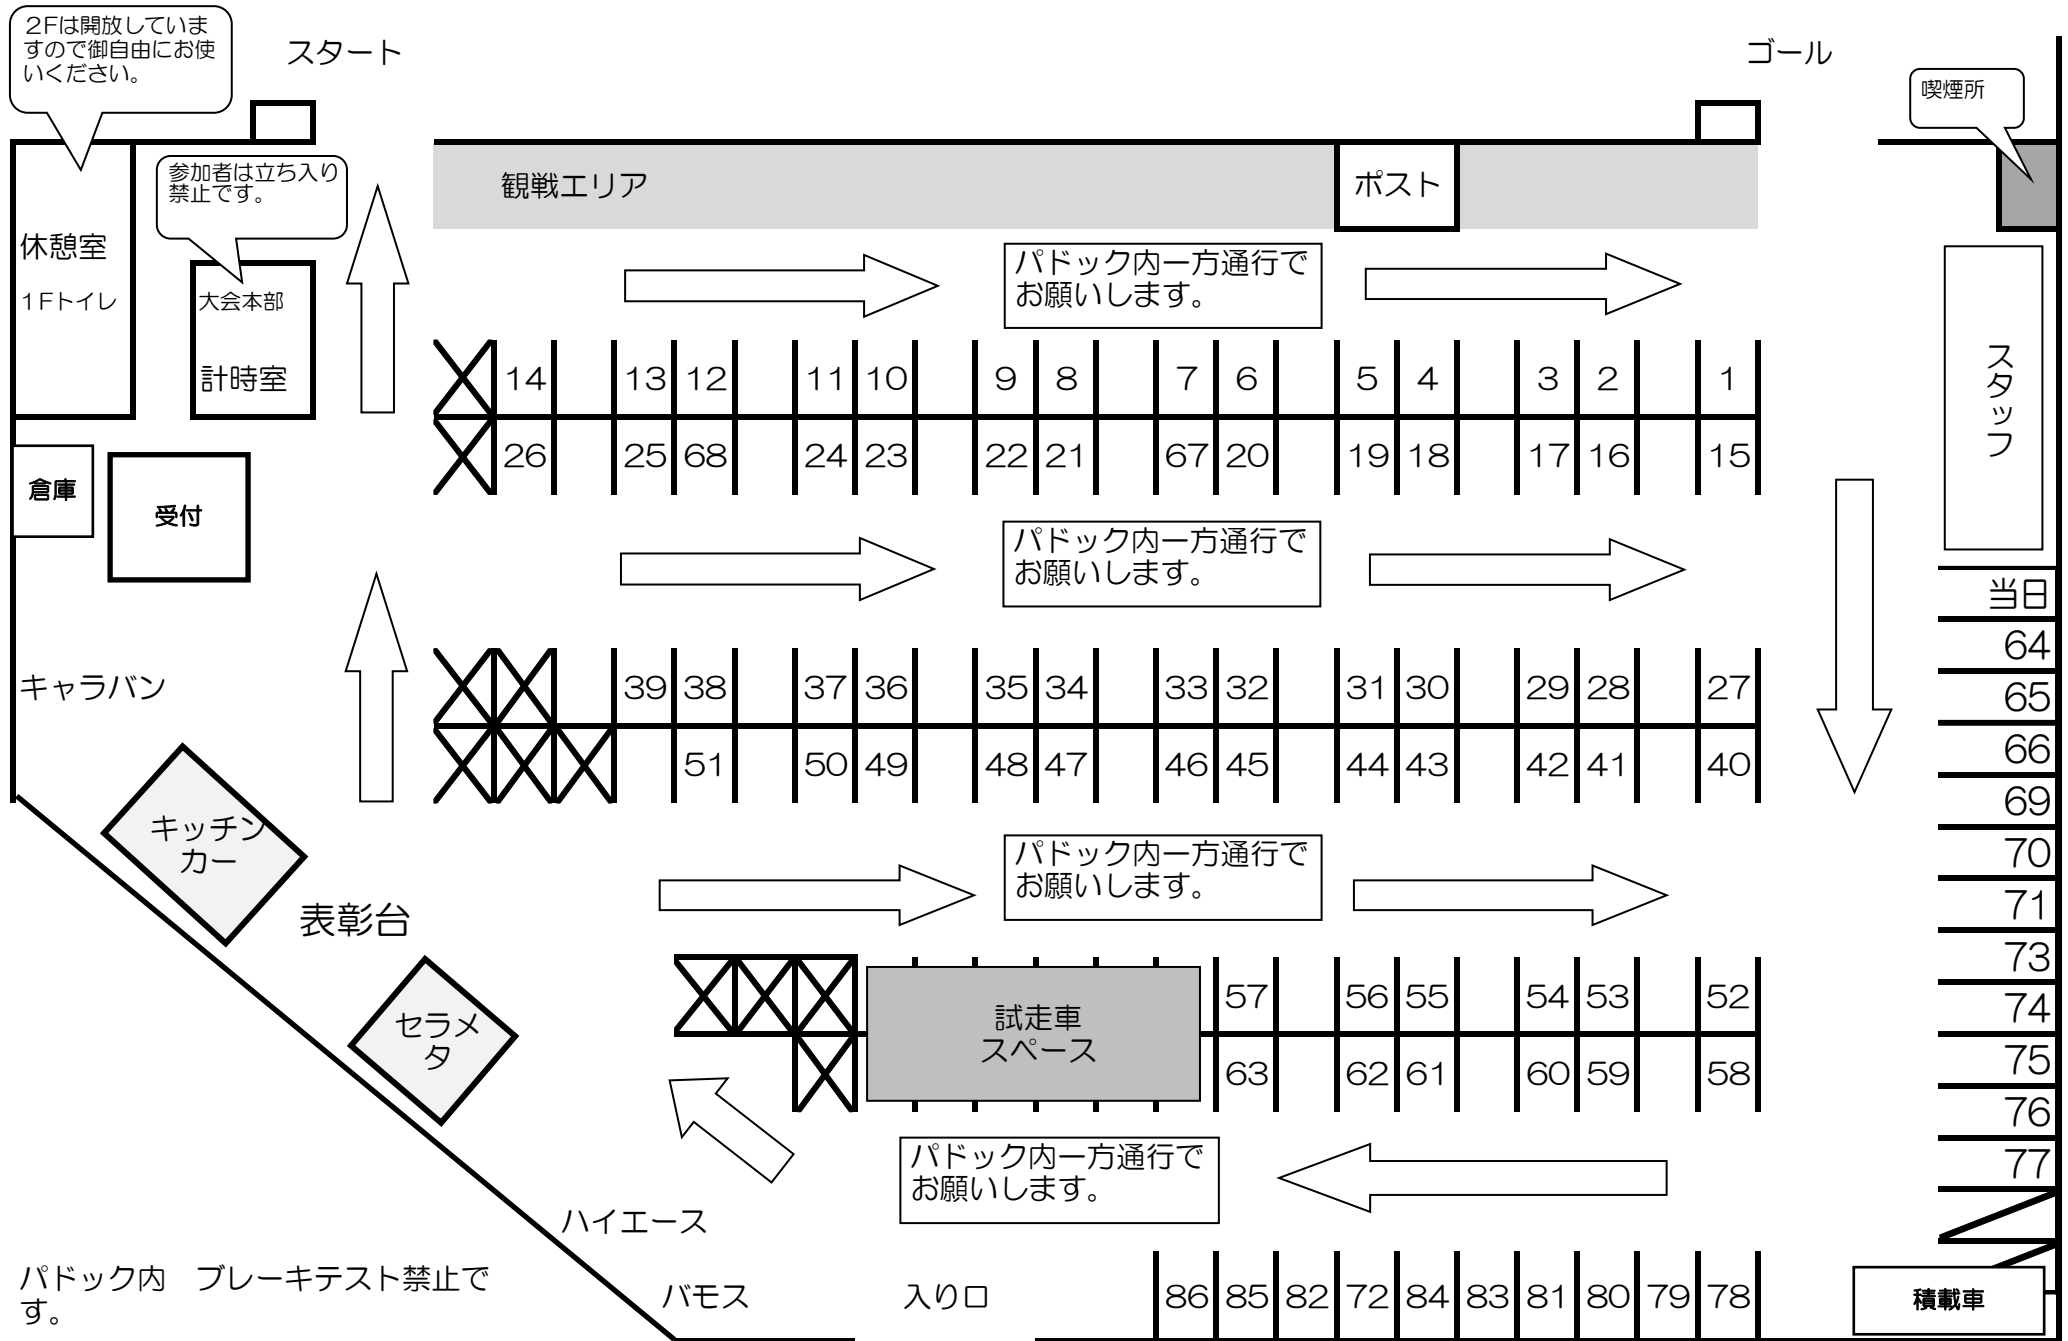 2Fは開放していま
すので御自由にお使
いください。
スタート
ゴール
喫煙所
参加者は立ち入り
禁止です。
観戦エリア
ポスト
休憩室
1Fトイレ
大会本部
計時室
パドック内一方通行で
お願いします。
スタッフ
14 13 12 11 10 9 8 7 6 5 4 3 2 1
26 25 68 24 23 22 21 67 20 19 18 17 16 15
倉庫
受付
パドック内一方通行で
お願いします。
当日
64
65
66
69
70
71
73
74
75
76
77
キャラバン
39 38 37 36 35 34 33 32 31 30 29 28 27
51 50 49 48 47 46 45 44 43 42 41 40
キッチン
カー
表彰台
パドック内一方通行で
お願いします。
セラメ
タ
試走車
スペース
57 56 55 54 53 52
63 62 61 60 59 58
パドック内一方通行で
お願いします。
ハイエース
パドック内 ブレーキテスト禁止で
す。
バモス
入り口
86 85 82 72 84 83 81 80 79 78
積載車